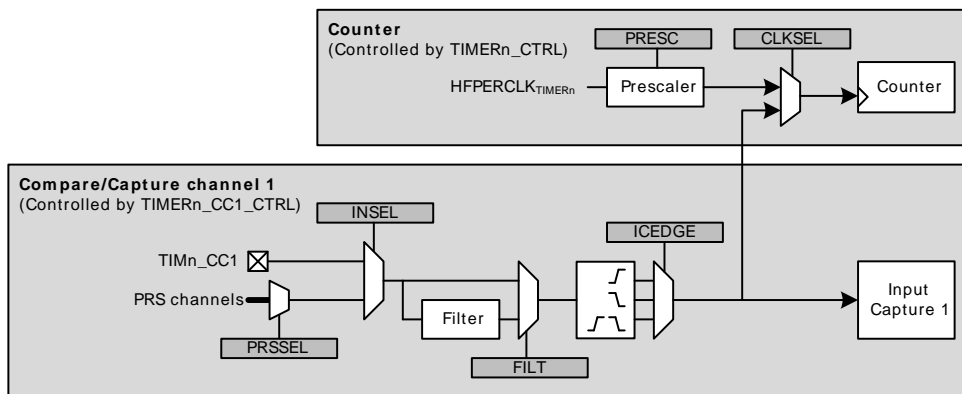 Counter
(Controlled by TIMERn_CTRL)
PRESC
CLKSEL
HFPERCLKTIMERn
Prescaler
Counter
Compare/Capture channel 1
(Controlled by TIMERn_CC1_CTRL)
INSEL
ICEDGE
TIMn_CC1
PRS channels
Filter
Input
Capture 1
PRSSEL
FILT